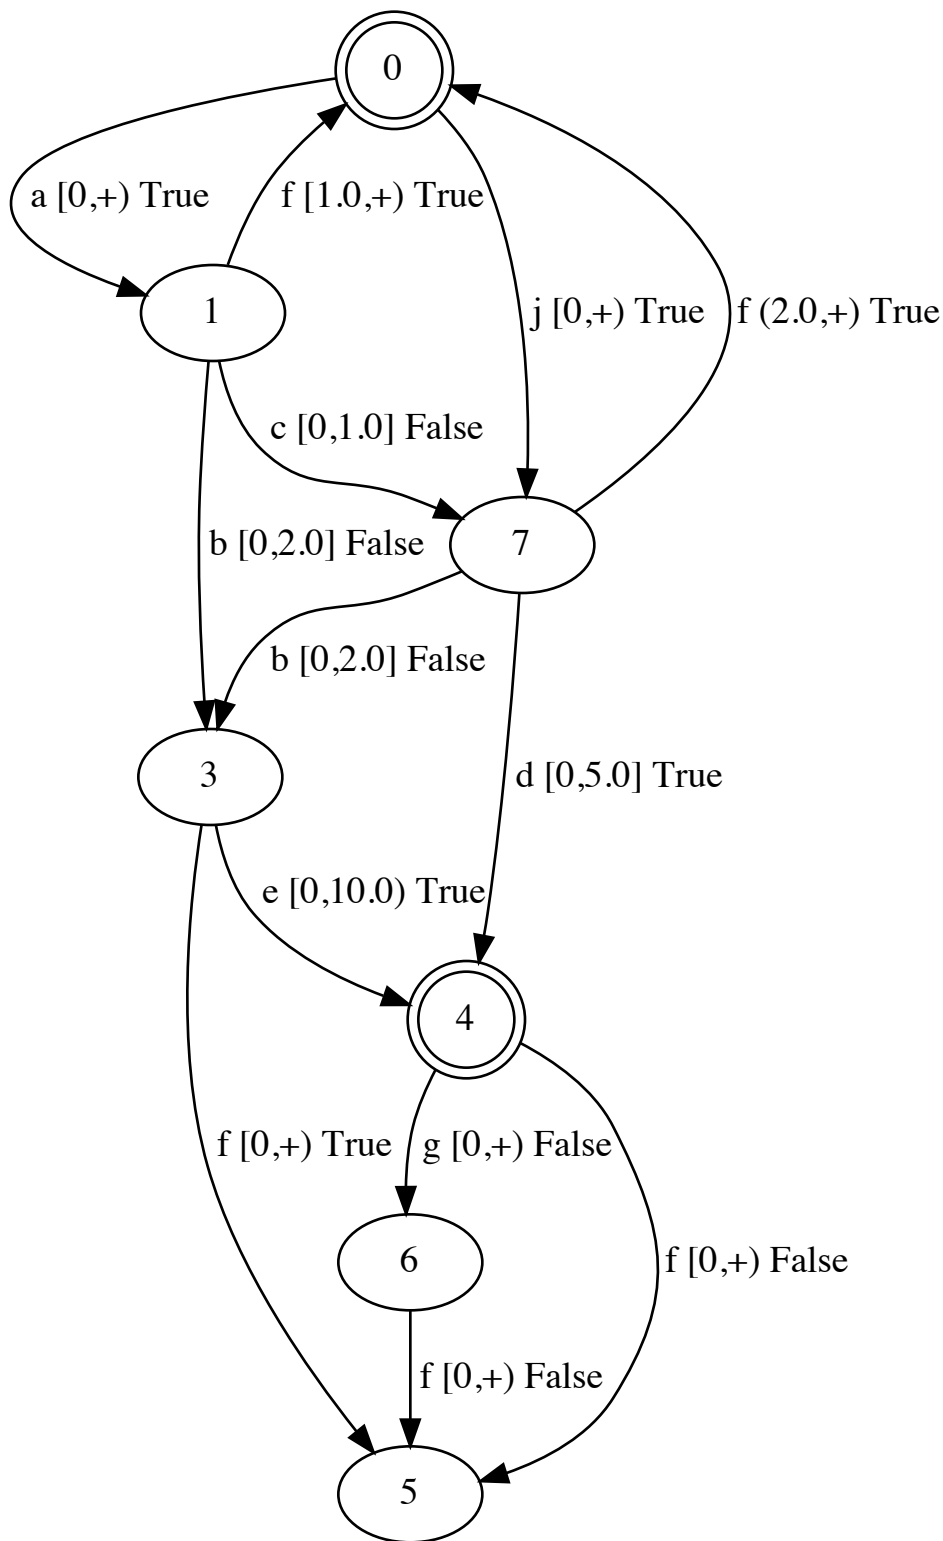 0
a [0,+) True
f [1.0,+) True
1
j [0,+) True
f (2.0,+) True
c [0,1.0] False
b [0,2.0] False
7
b [0,2.0] False
3
d [0,5.0] True
e [0,10.0) True
4
f [0,+) True
g [0,+) False
6
f [0,+) False
f [0,+) False
5